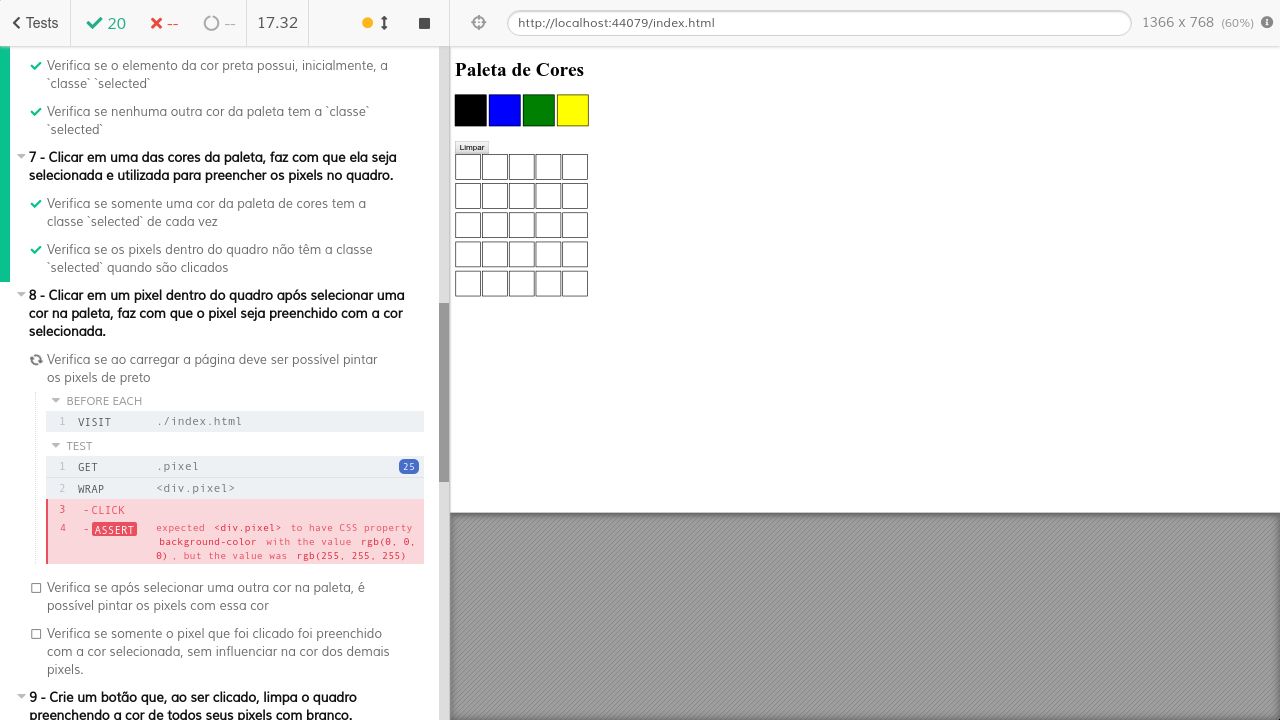 Tests
20
--
--
17.32
http://localhost:44079/index.html
1366 x 768 (60%)
Verifica se o elemento da cor preta possui, inicialmente, a
`classe` `selected`
Verifica se nenhuma outra cor da paleta tem a `classe`
`selected`
7 - Clicar em uma das cores da paleta, faz com que ela seja
selecionada e utilizada para preencher os pixels no quadro.
Verifica se somente uma cor da paleta de cores tem a
classe `selected` de cada vez
Verifica se os pixels dentro do quadro não têm a classe
`selected` quando são clicados
8 - Clicar em um pixel dentro do quadro após selecionar uma
cor na paleta, faz com que o pixel seja preenchido com a cor
selecionada.
Verifica se ao carregar a página deve ser possível pintar
os pixels de preto
BEFORE EACH
1 VISIT ./index.html
TEST
1 GET .pixel 25
2 WRAP <div.pixel>
3 -CLICK
4 -ASSERT expected <div.pixel> to have CSS property
background-color with the value rgb(0, 0,
0) , but the value was rgb(255, 255, 255)
Verifica se após selecionar uma outra cor na paleta, é
possível pintar os pixels com essa cor
Verifica se somente o pixel que foi clicado foi preenchido
com a cor selecionada, sem influenciar na cor dos demais
pixels.
9 - Crie um botão que, ao ser clicado, limpa o quadro
preenchendo a cor de todos seus pixels com branco.
Paleta de Cores
Limpar